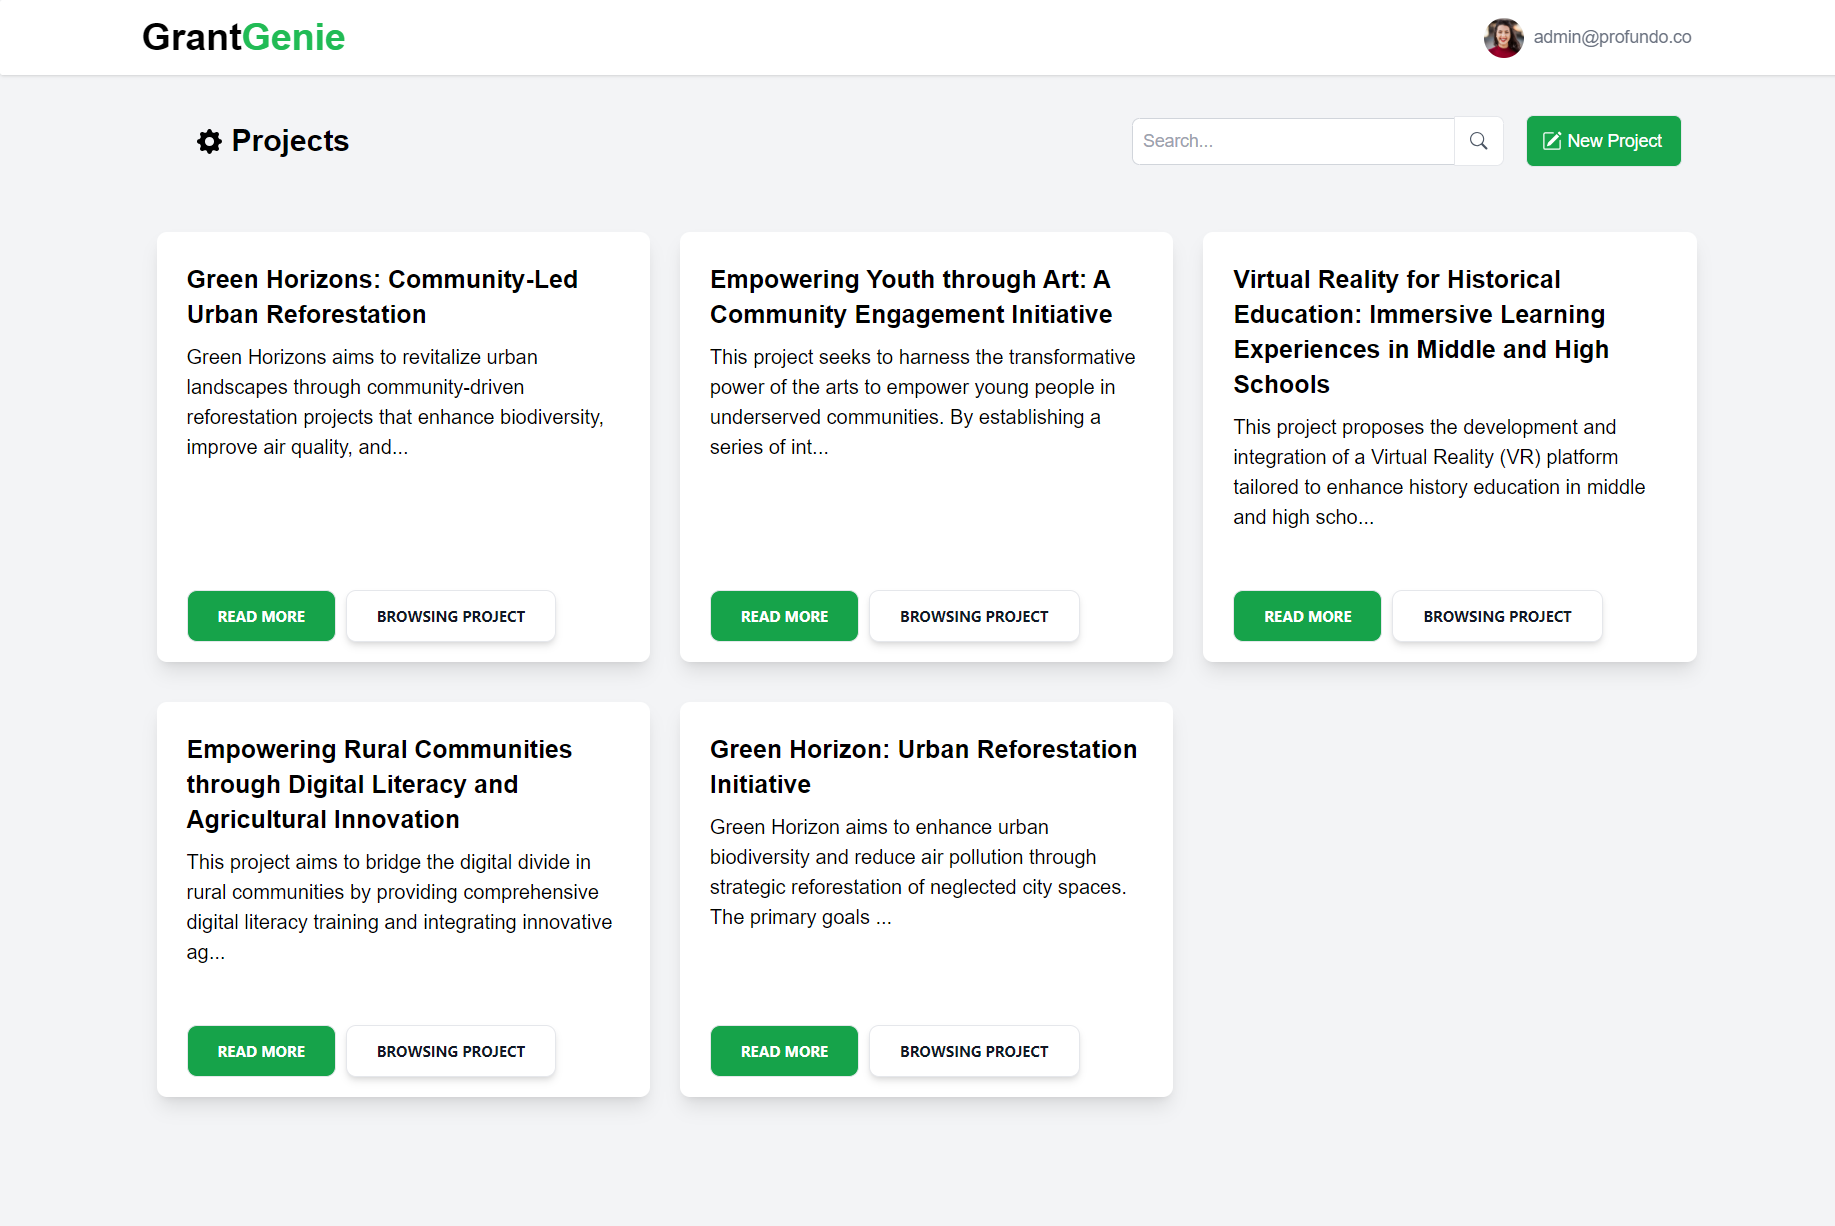 GrantGenie
admin@profundo.co
Projects
Search...
New Project
Green Horizons: Community-Led
Urban Reforestation
Green Horizons aims to revitalize urban
landscapes through community-driven
reforestation projects that enhance biodiversity,
improve air quality, and...
READ MORE
BROWSING PROJECT
Empowering Youth through Art: A
Community Engagement Initiative
This project seeks to harness the transformative
power of the arts to empower young people in
underserved communities. By establishing a
series of int...
READ MORE
BROWSING PROJECT
Virtual Reality for Historical
Education: Immersive Learning
Experiences in Middle and High
Schools
This project proposes the development and
integration of a Virtual Reality (VR) platform
tailored to enhance history education in middle
and high scho...
READ MORE
BROWSING PROJECT
Empowering Rural Communities
through Digital Literacy and
Agricultural Innovation
This project aims to bridge the digital divide in
rural communities by providing comprehensive
digital literacy training and integrating innovative
ag...
READ MORE
BROWSING PROJECT
Green Horizon: Urban Reforestation
Initiative
Green Horizon aims to enhance urban
biodiversity and reduce air pollution through
strategic reforestation of neglected city spaces.
The primary goals ...
READ MORE
BROWSING PROJECT